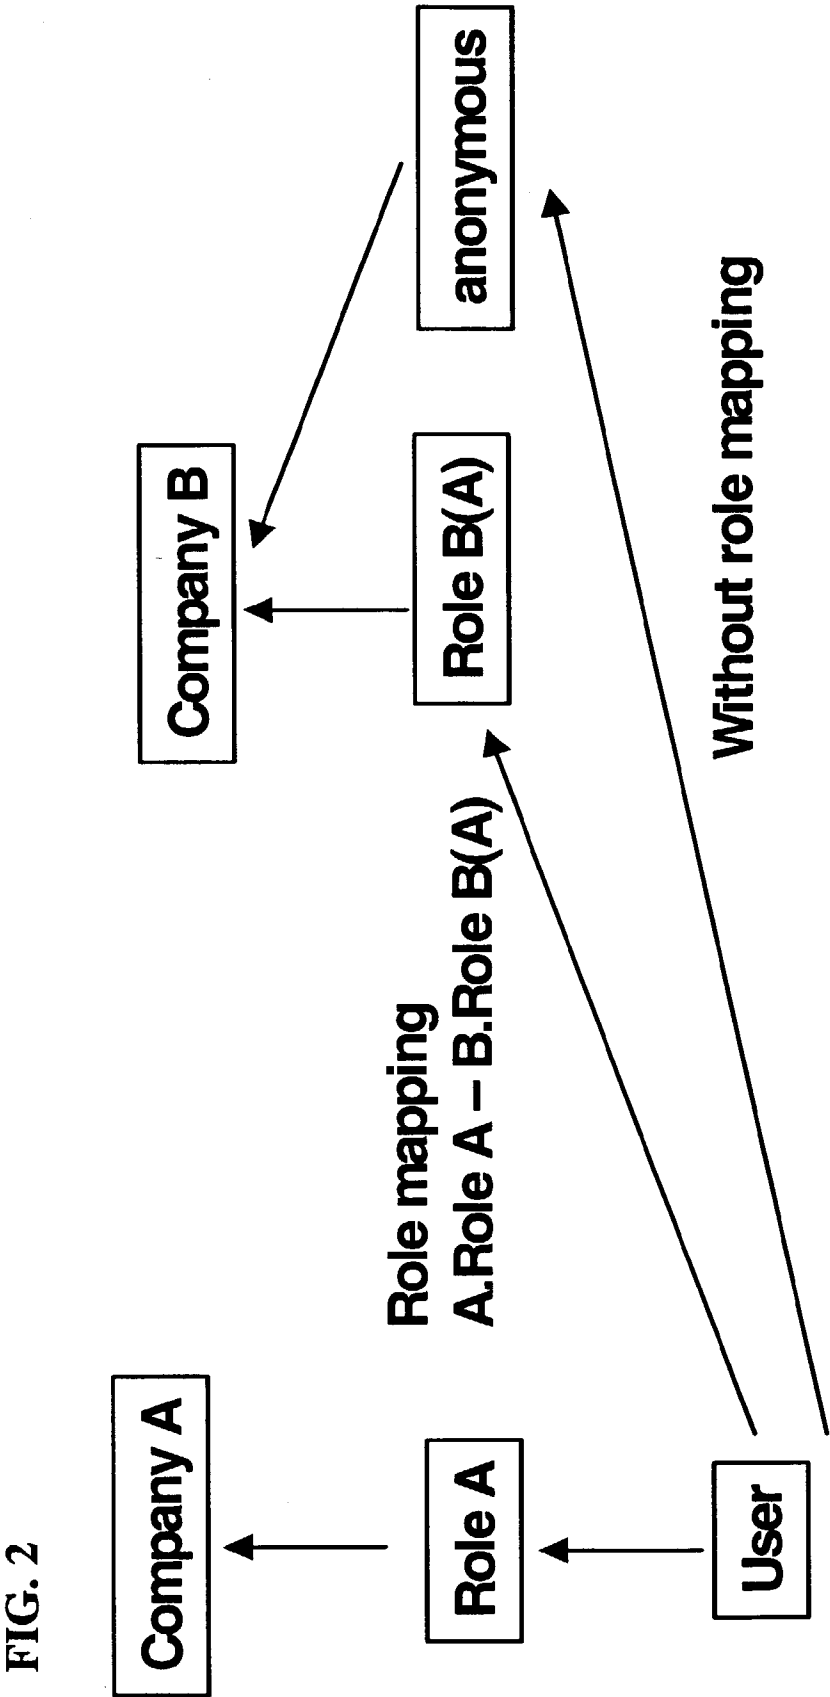 FIG. 2
Company A
Company B
Role mapping
A.Role A – B.Role B(A)
Role A
Role B(A)
anonymous
User
Without role mapping